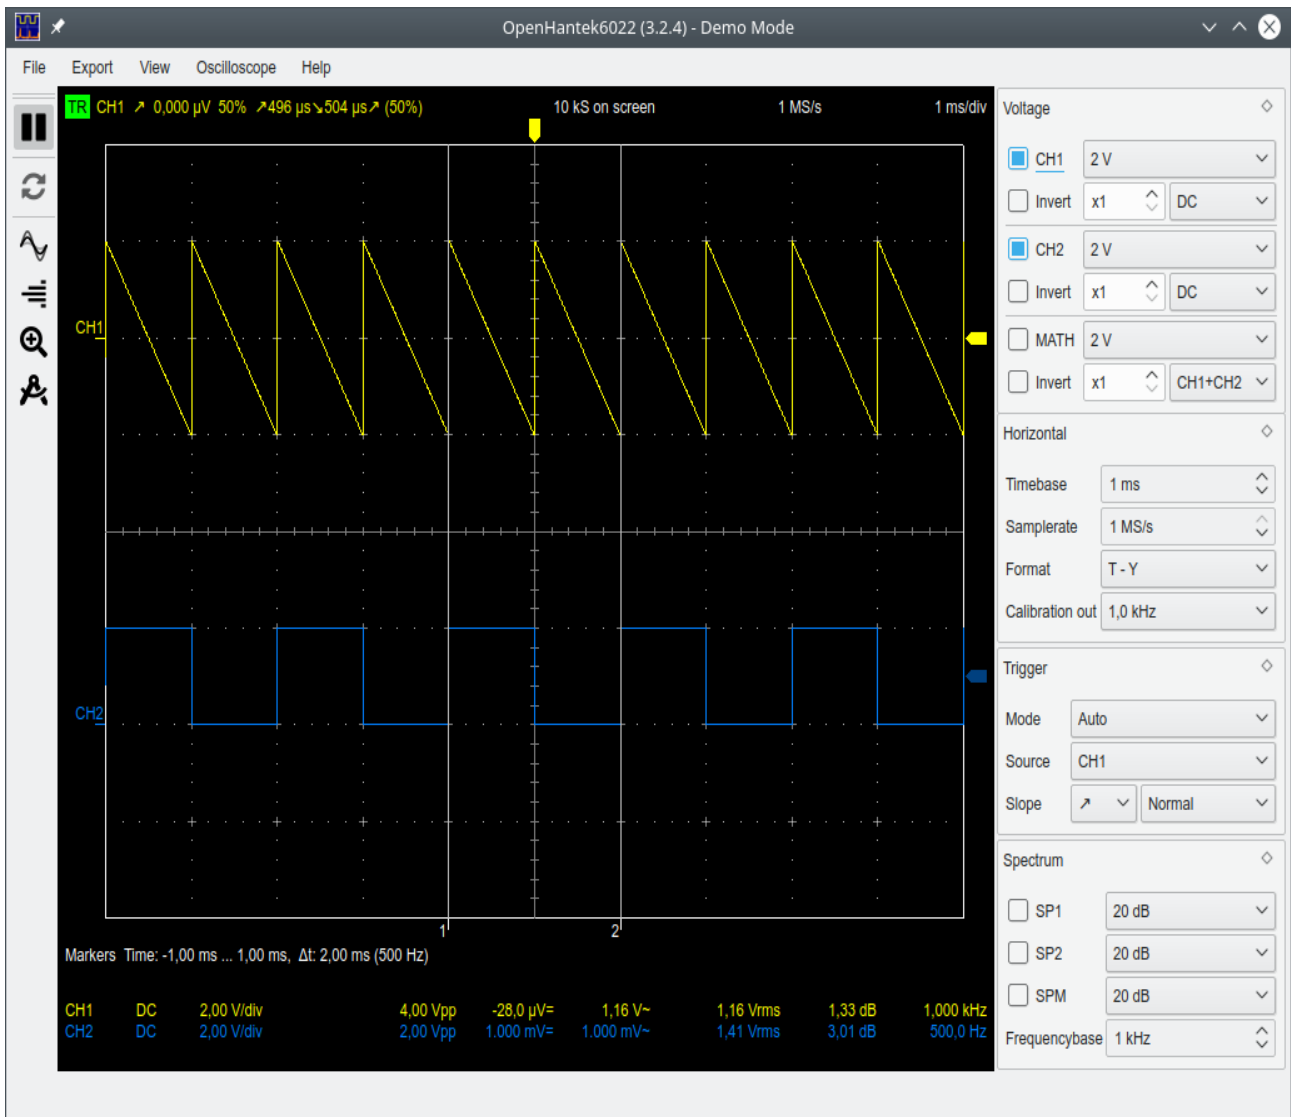 OpenHantek6022 (3.2.4) - Demo Mode
File Export View Oscilloscope Help
TR CH1 ↗ 0,000 µV 50% ↗496 µs↘504 µs↗ (50%) 10 kS on screen 1 MS/s 1 ms/div
CH1
CH2
1 2
Markers Time: -1,00 ms ... 1,00 ms, Δt: 2,00 ms (500 Hz)
CH1 DC 2,00 V/div 4,00 Vpp -28,0 µV= 1,16 V~ 1,16 Vrms 1,33 dB 1,000 kHz
CH2 DC 2,00 V/div 2,00 Vpp 1.000 mV= 1.000 mV~ 1,41 Vrms 3,01 dB 500,0 Hz
Voltage
CH1 2 V
Invert x1 DC
CH2 2 V
Invert x1 DC
MATH 2 V
Invert x1 CH1+CH2
Horizontal
Timebase 1 ms
Samplerate 1 MS/s
Format T - Y
Calibration out 1,0 kHz
Trigger
Mode Auto
Source CH1
Slope ↗ Normal
Spectrum
SP1 20 dB
SP2 20 dB
SPM 20 dB
Frequencybase 1 kHz